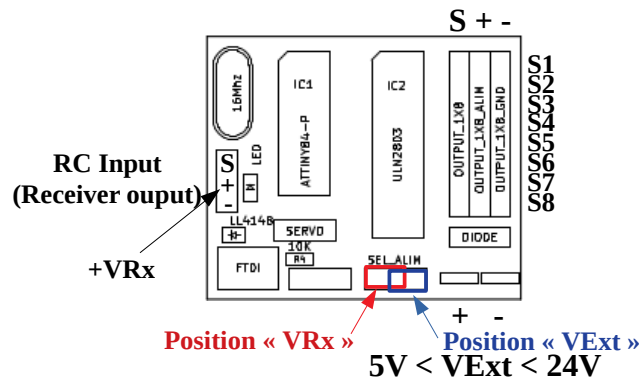 S + -
S1
S2
S3
S4
S5
S6
S7
S8
16Mhz
IC1
ATTINY84-P
IC2
ULN2803
OUTPUT_1X8
OUTPUT_1X8_ALIM
OUTPUT_1X8_GND
LED
S
+
-
RC Input
(Receiver ouput)
+VRx
LL4148
SERVO
10K
R4
FTDI
SEL_ALIM
DIODE
+ -
Position « VRx »
Position « VExt »
5V < VExt < 24V